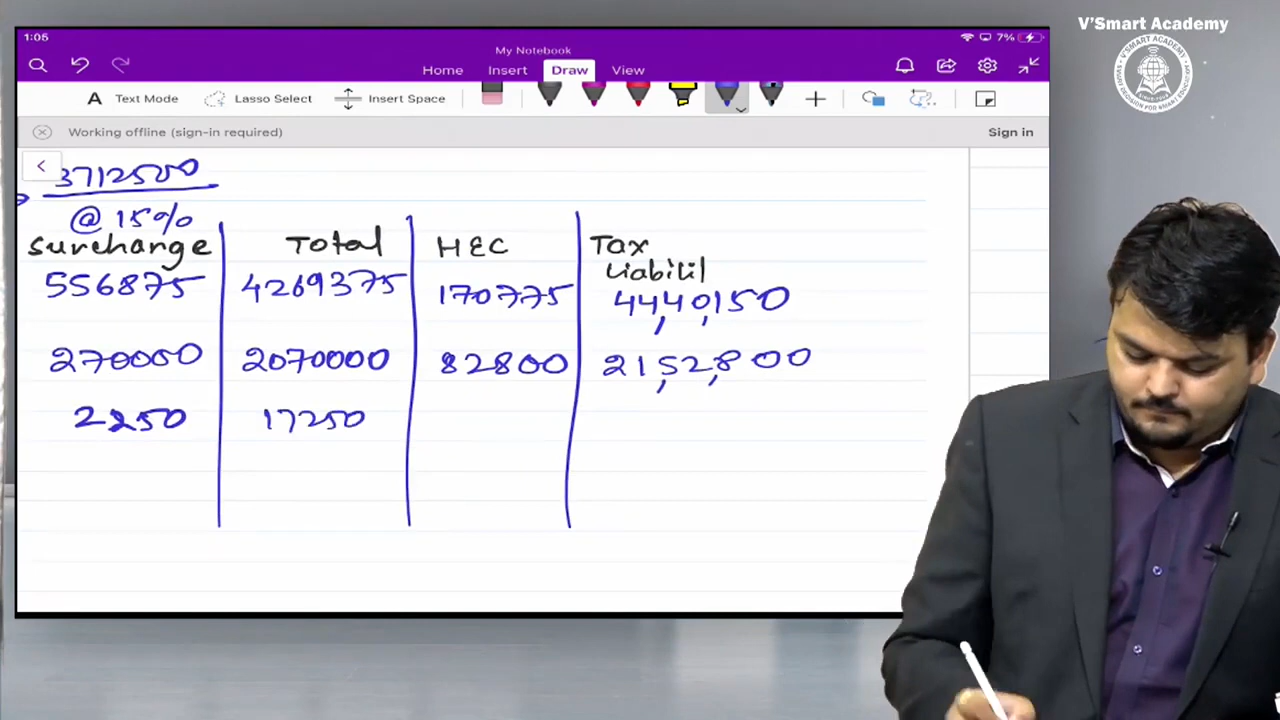 V'Smart Academy
1:05
7%
My Notebook
Home Insert Draw View
Text Mode Lasso Select Insert Space
Working offline (sign-in required) Sign in
3712500
@ 15%
Surcharge Total HEC Tax
Liabilil
556875 4269375 170775 4440150
270000 2070000 82800 2152800
2250 17250